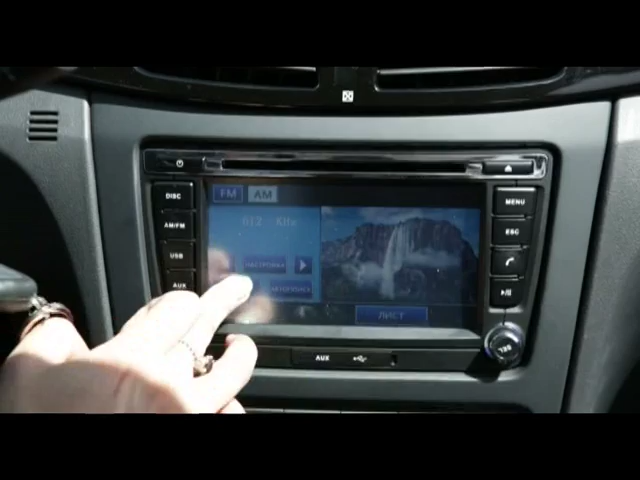 DISC
FM AM
MENU
AM/FM
612 KHz
ESC
USB
НАСТРОЙКА
AUX
АВТОПОИСК
ЛИСТ
AUX